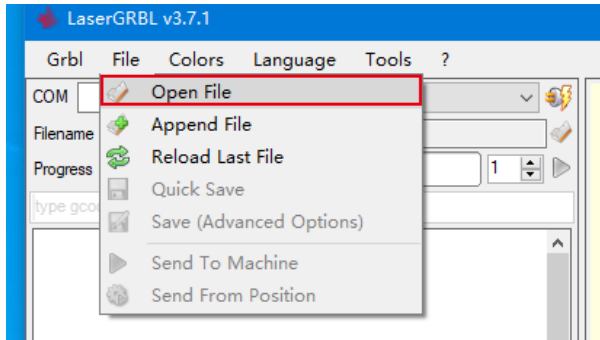 LaserGRBL v3.7.1
Grbl File Colors Language Tools ?
COM
Open File
Filename
Append File
Progress
Reload Last File
1
Quick Save
type gco
Save (Advanced Options)
Send To Machine
Send From Position